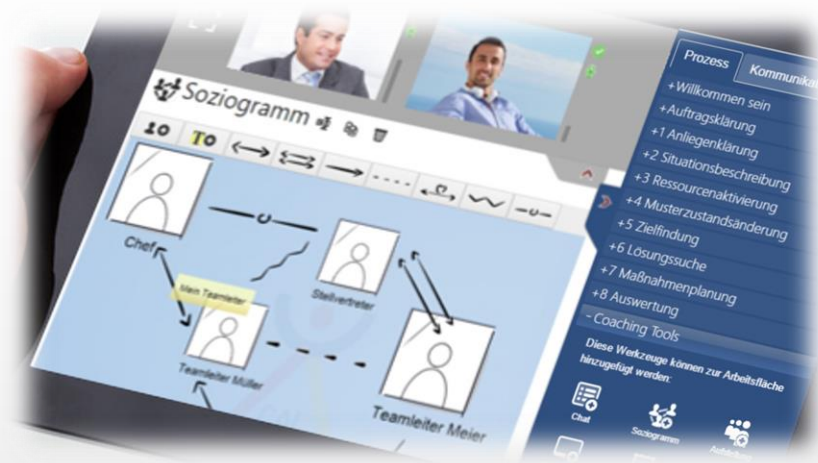 Soziogramm
Chef
Mein Teamleiter
Stellvertreter
Teamleiter Müller
Teamleiter Meier
Prozess
+Willkommen sein
+Auftragsklärung
+1 Anliegenklärung
+2 Situationsbeschreibung
+3 Ressourcenaktivierung
+4 Musterzustandsänderung
+5 Zielfindung
+6 Lösungssuche
+7 Maßnahmenplanung
+8 Auswertung
- Coaching Tools
Diese Werkzeuge können zur Arbeitsfläche
hinzugefügt werden:
Chat
Soziogramm